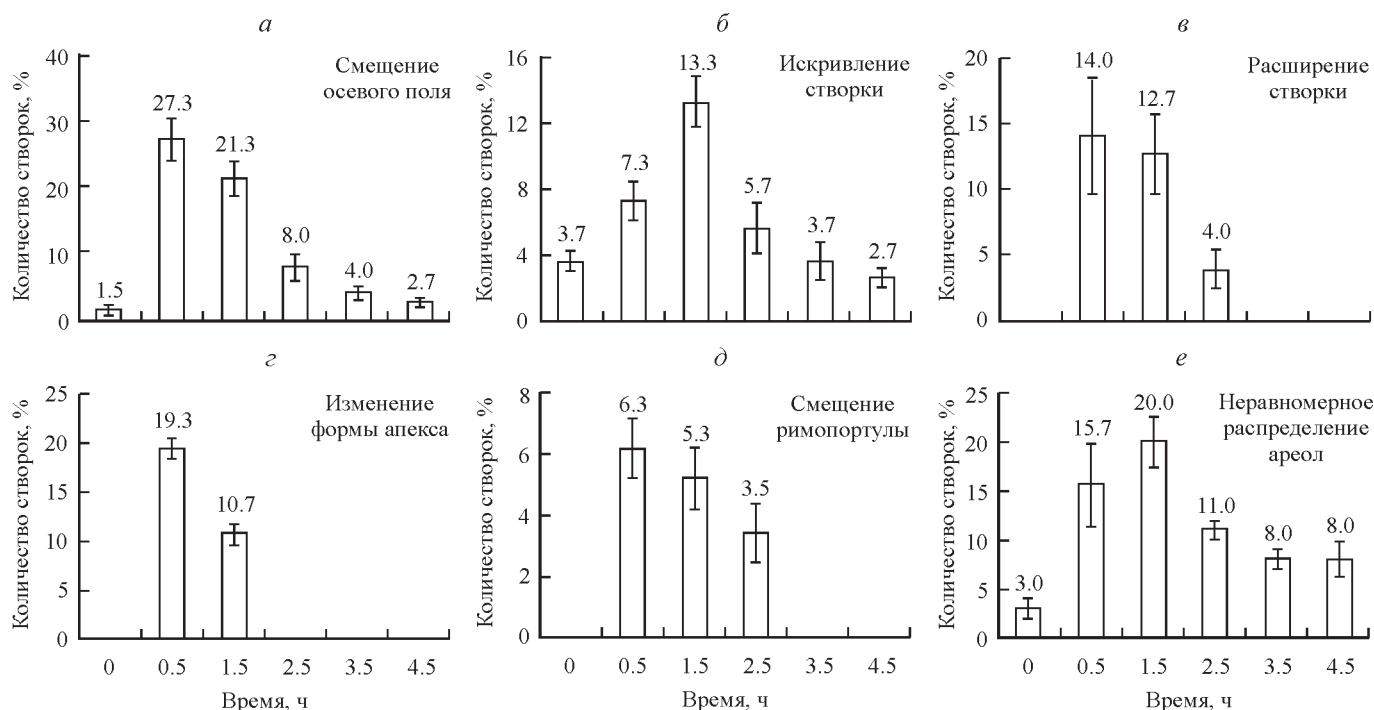 а
Количество створок, %
40
30
20
10
0
Смещение
осевого поля
1.5
27.3
21.3
8.0
4.0
2.7
б
Количество створок, %
16
12
8
4
0
Искривление
створки
3.7
7.3
13.3
5.7
3.7
2.7
в
Количество створок, %
20
15
10
5
0
Расширение
створки
14.0
12.7
4.0
г
Количество створок, %
25
20
15
10
5
0
Изменение
формы апекса
19.3
10.7
0 0.5 1.5 2.5 3.5 4.5
Время, ч
д
Количество створок, %
8
6
4
2
0
Смещение
римопортулы
6.3
5.3
3.5
0 0.5 1.5 2.5 3.5 4.5
Время, ч
е
Количество створок, %
25
20
15
10
5
0
Неравномерное
распределение
ареол
3.0
15.7
20.0
11.0
8.0
8.0
0 0.5 1.5 2.5 3.5 4.5
Время, ч